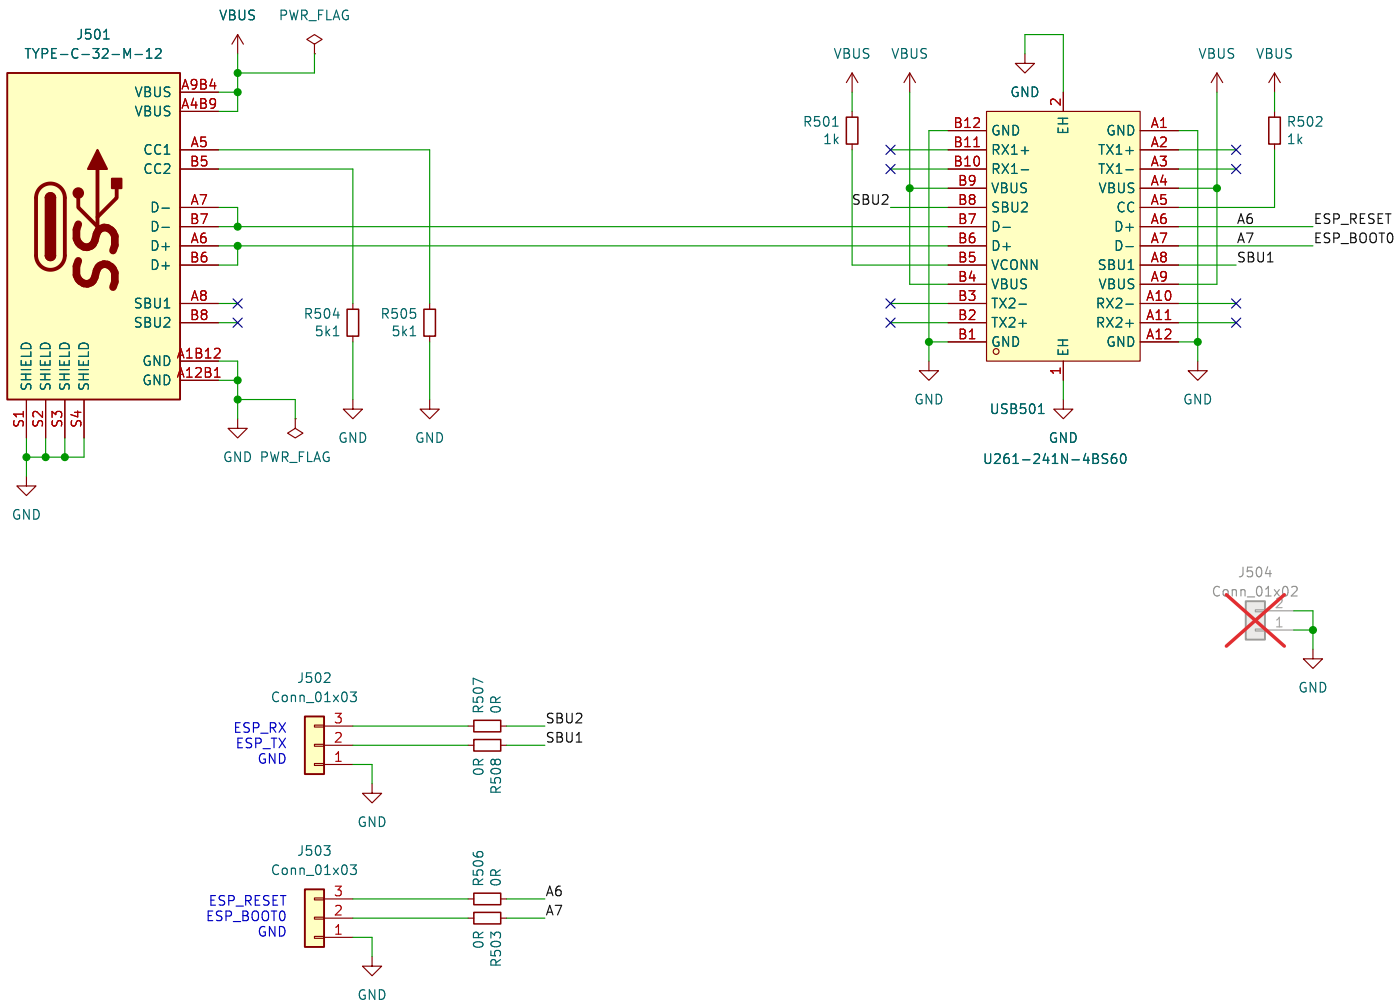 VBUS
PWR_FLAG
J501
TYPE-C-32-M-12
VBUS
A9B4
VBUS
A4B9
CC1
A5
CC2
B5
D-
A7
D-
B7
D+
A6
D+
B6
SBU1
A8
SBU2
B8
GND
A1B12
GND
A12B1
SHIELD
SHIELD
SHIELD
SHIELD
S1
S2
S3
S4
SS
GND
GND
PWR_FLAG
R504
5k1
GND
R505
5k1
GND
VBUS
VBUS
R501
1k
GND
VBUS
VBUS
R502
1k
2
EH
B12
GND
B11
RX1+
B10
RX1-
B9
VBUS
SBU2
B8
SBU2
B7
D-
B6
D+
B5
VCONN
B4
VBUS
B3
TX2-
B2
TX2+
B1
GND
GND
A1
TX1+
A2
TX1-
A3
VBUS
A4
CC
A5
D+
A6
A6
ESP_RESET
D-
A7
A7
ESP_BOOT0
SBU1
A8
SBU1
VBUS
A9
RX2-
A10
RX2+
A11
GND
A12
EH
1
GND
GND
USB501
GND
U261-241N-4BS60
J504
Conn_01x02
2
1
GND
J502
Conn_01x03
ESP_RX
ESP_TX
GND
3
2
1
R507
0R
SBU2
SBU1
0R
R508
GND
J503
Conn_01x03
ESP_RESET
ESP_BOOT0
GND
3
2
1
R506
0R
A6
A7
0R
R503
GND